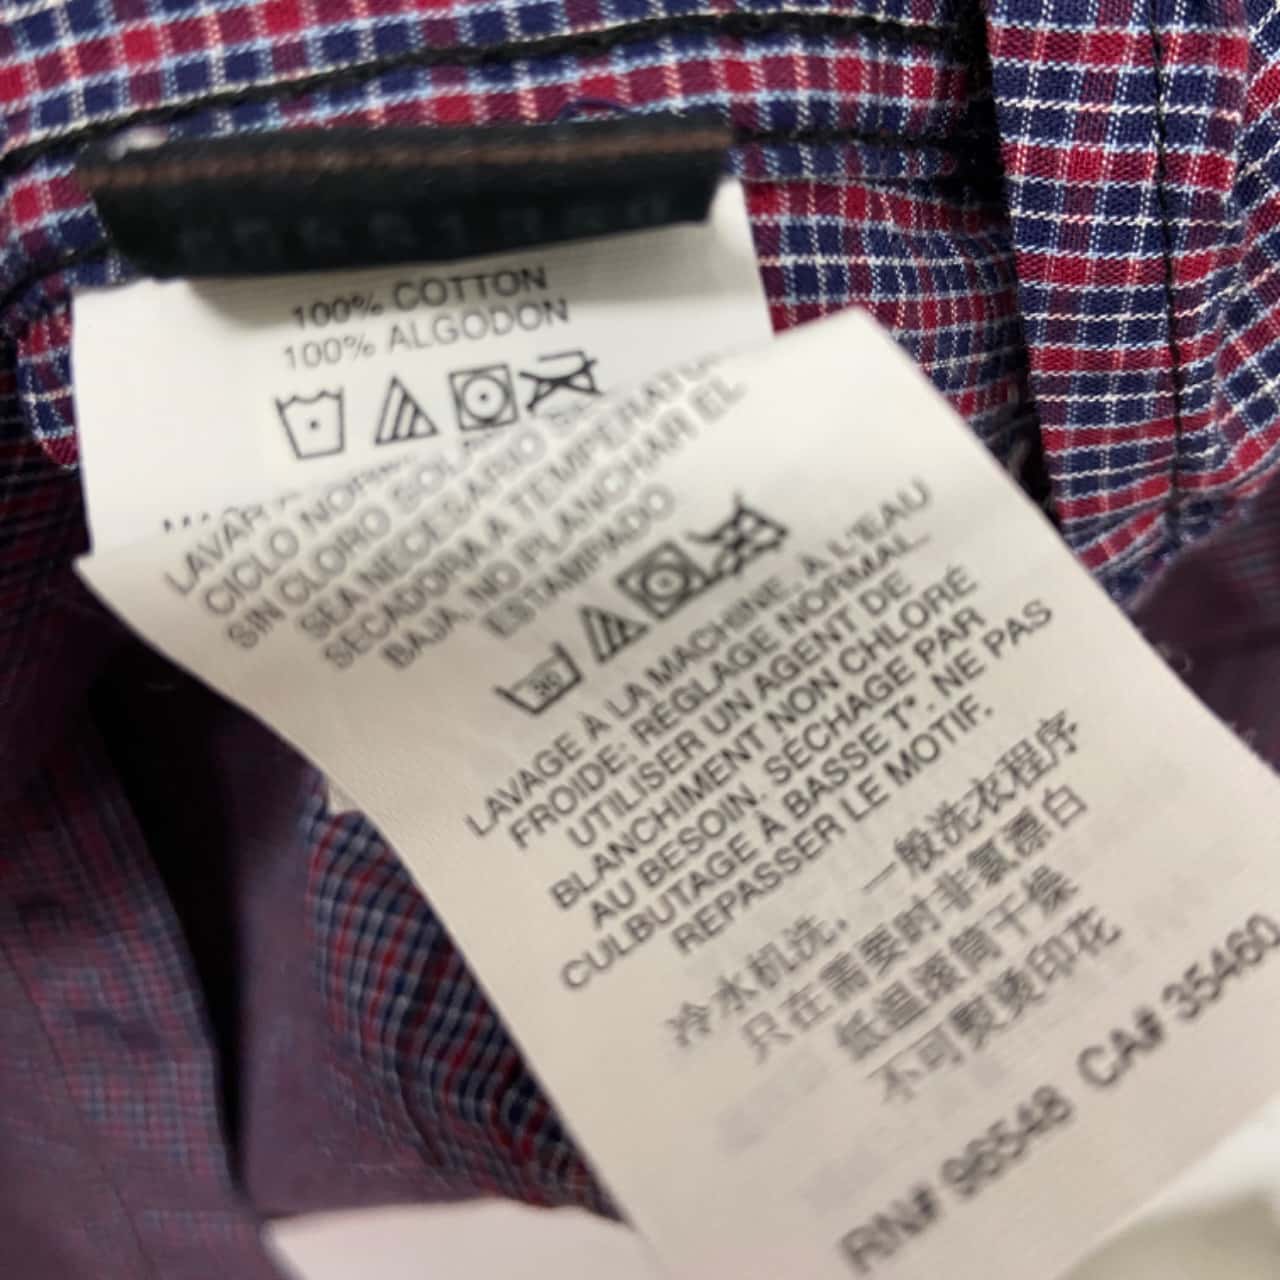 100% COTTON
100% ALGODON
LAVAR
CICLO NORMAL
SIN CLORO SOLO
SEA NECESARIO
SECADORA A TEMPERATURA
BAJA. NO PLANCHAR EL
ESTAMPADO
30
LAVAGE À LA MACHINE, À L'EAU
FROIDE; RÉGLAGE NORMAL.
UTILISER UN AGENT DE
BLANCHIMENT NON CHLORÉ
AU BESOIN. SÉCHAGE PAR
CULBUTAGE À BASSE T°. NE PAS
REPASSER LE MOTIF.
冷水机洗，一般洗衣程序
只在需要时非氯漂白
低温滚筒干燥
不可熨烫印花
RN# 96548 CA# 35460